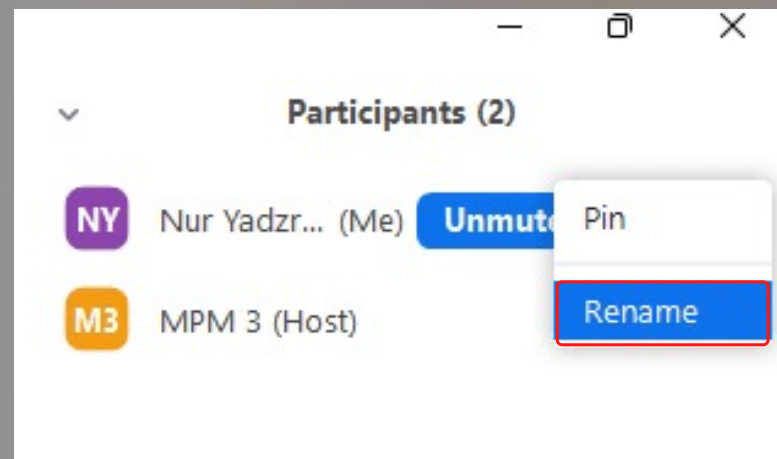 Participants (2)
NY Nur Yadzr... (Me) Unmute Pin
Rename
M3 MPM 3 (Host)